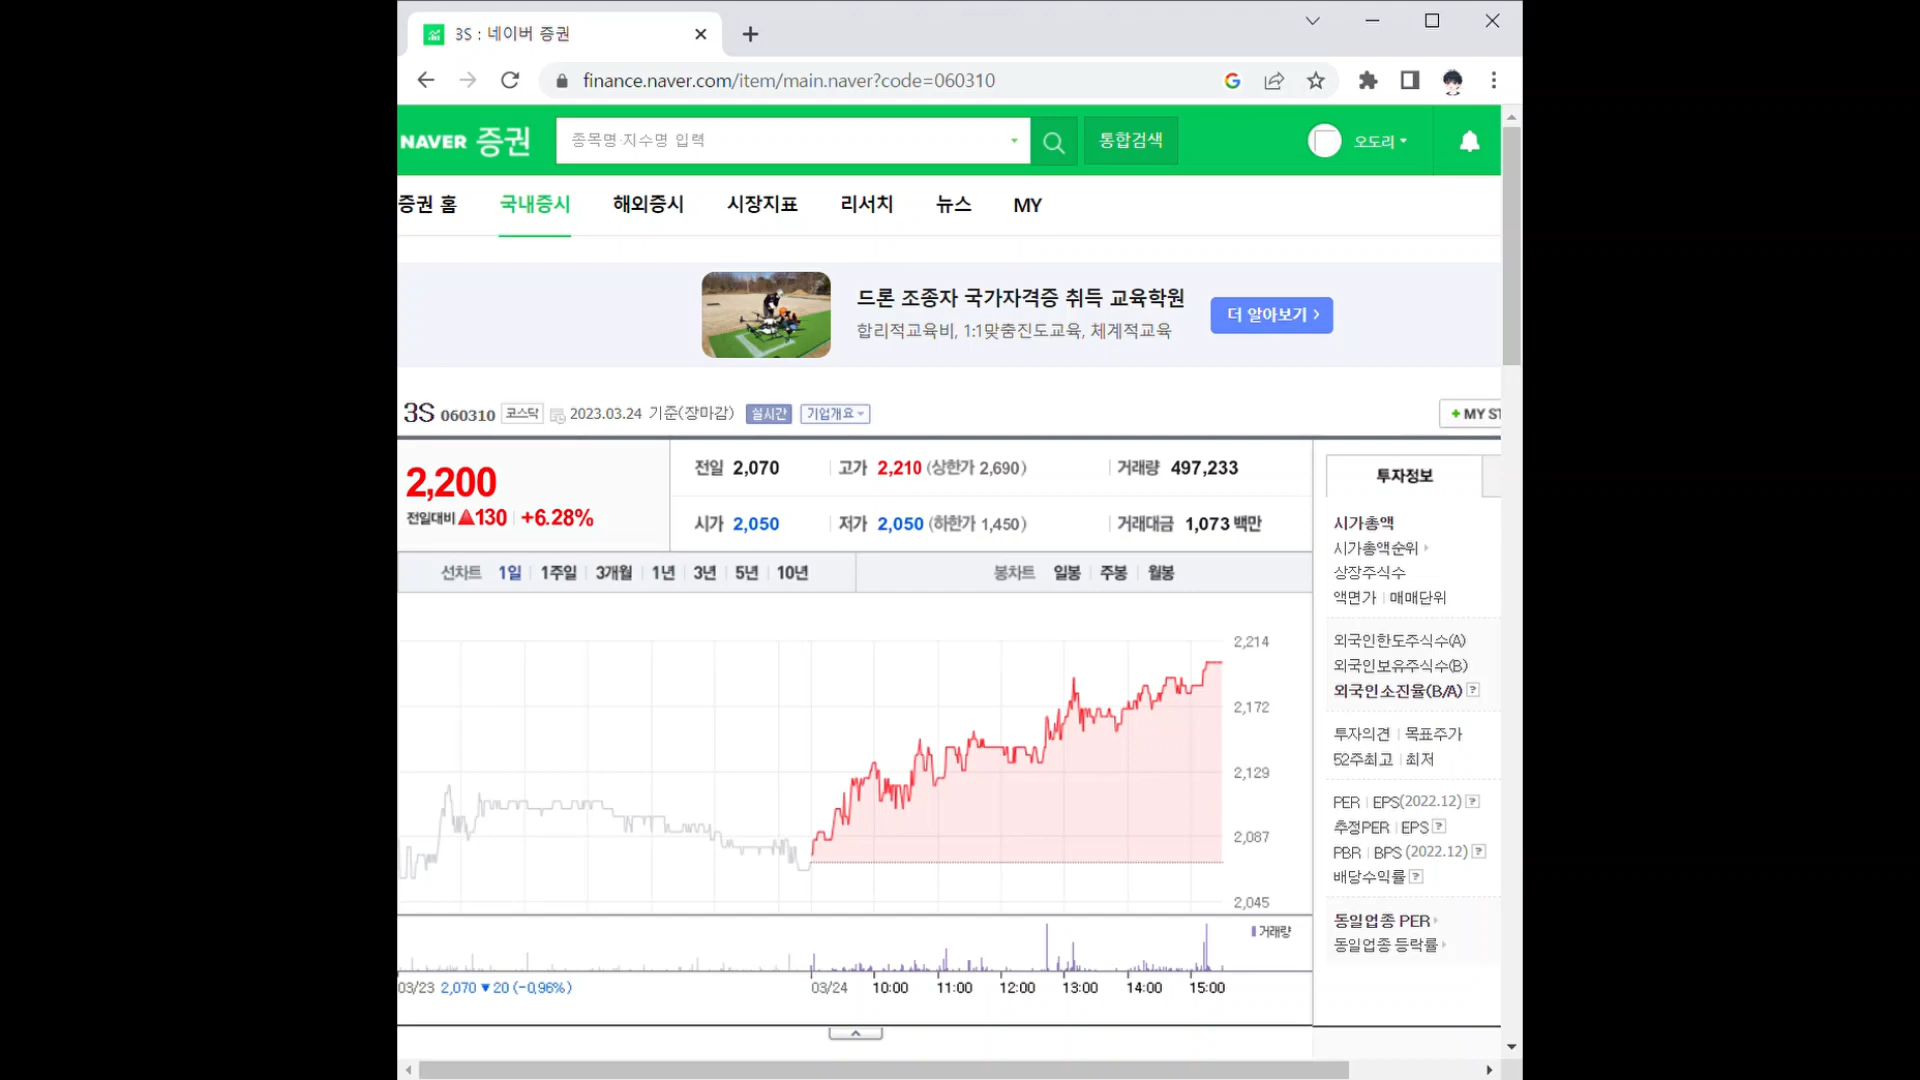 3S : 네이버 증권
finance.naver.com/item/main.naver?code=060310
NAVER 증권
종목명·지수명 입력
통합검색
오도리
증권 홈 국내증시 해외증시 시장지표 리서치 뉴스 MY
드론 조종자 국가자격증 취득 교육학원
합리적교육비, 1:1맞춤진도교육, 체계적교육
더 알아보기 >
3S 060310 코스닥 2023.03.24 기준(장마감) 실시간 기업개요
+ MY ST
2,200
전일대비 ▲130 +6.28%
전일 2,070 고가 2,210 (상한가 2,690) 거래량 497,233
시가 2,050 저가 2,050 (하한가 1,450) 거래대금 1,073 백만
선차트 1일 1주일 3개월 1년 3년 5년 10년 봉차트 일봉 주봉 월봉
2,214
2,172
2,129
2,087
2,045
거래량
03/23 2,070 ▼20 (-0.96%) 03/24 10:00 11:00 12:00 13:00 14:00 15:00
투자정보
시가총액
시가총액순위
상장주식수
액면가 | 매매단위
외국인한도주식수(A)
외국인보유주식수(B)
외국인소진율(B/A) ?
투자의견 | 목표주가
52주최고 | 최저
PER | EPS(2022.12) ?
추정PER | EPS ?
PBR | BPS (2022.12) ?
배당수익률 ?
동일업종 PER
동일업종 등락률